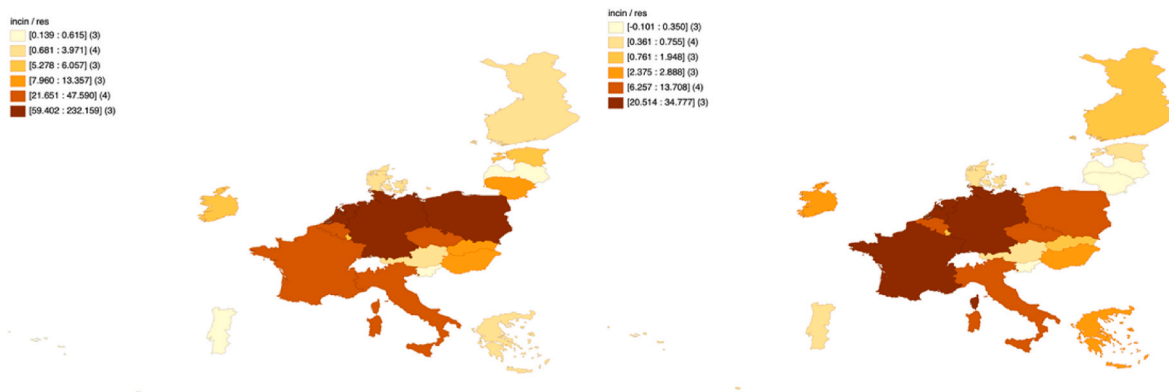 incin / res
[0.139 : 0.615] (3)
[0.681 : 3.971] (4)
[5.278 : 6.057] (3)
[7.960 : 13.357] (3)
[21.651 : 47.590] (4)
[59.402 : 232.159] (3)
incin / res
[-0.101 : 0.350] (3)
[0.361 : 0.755] (4)
[0.761 : 1.948] (3)
[2.375 : 2.888] (3)
[6.257 : 13.708] (4)
[20.514 : 34.777] (3)